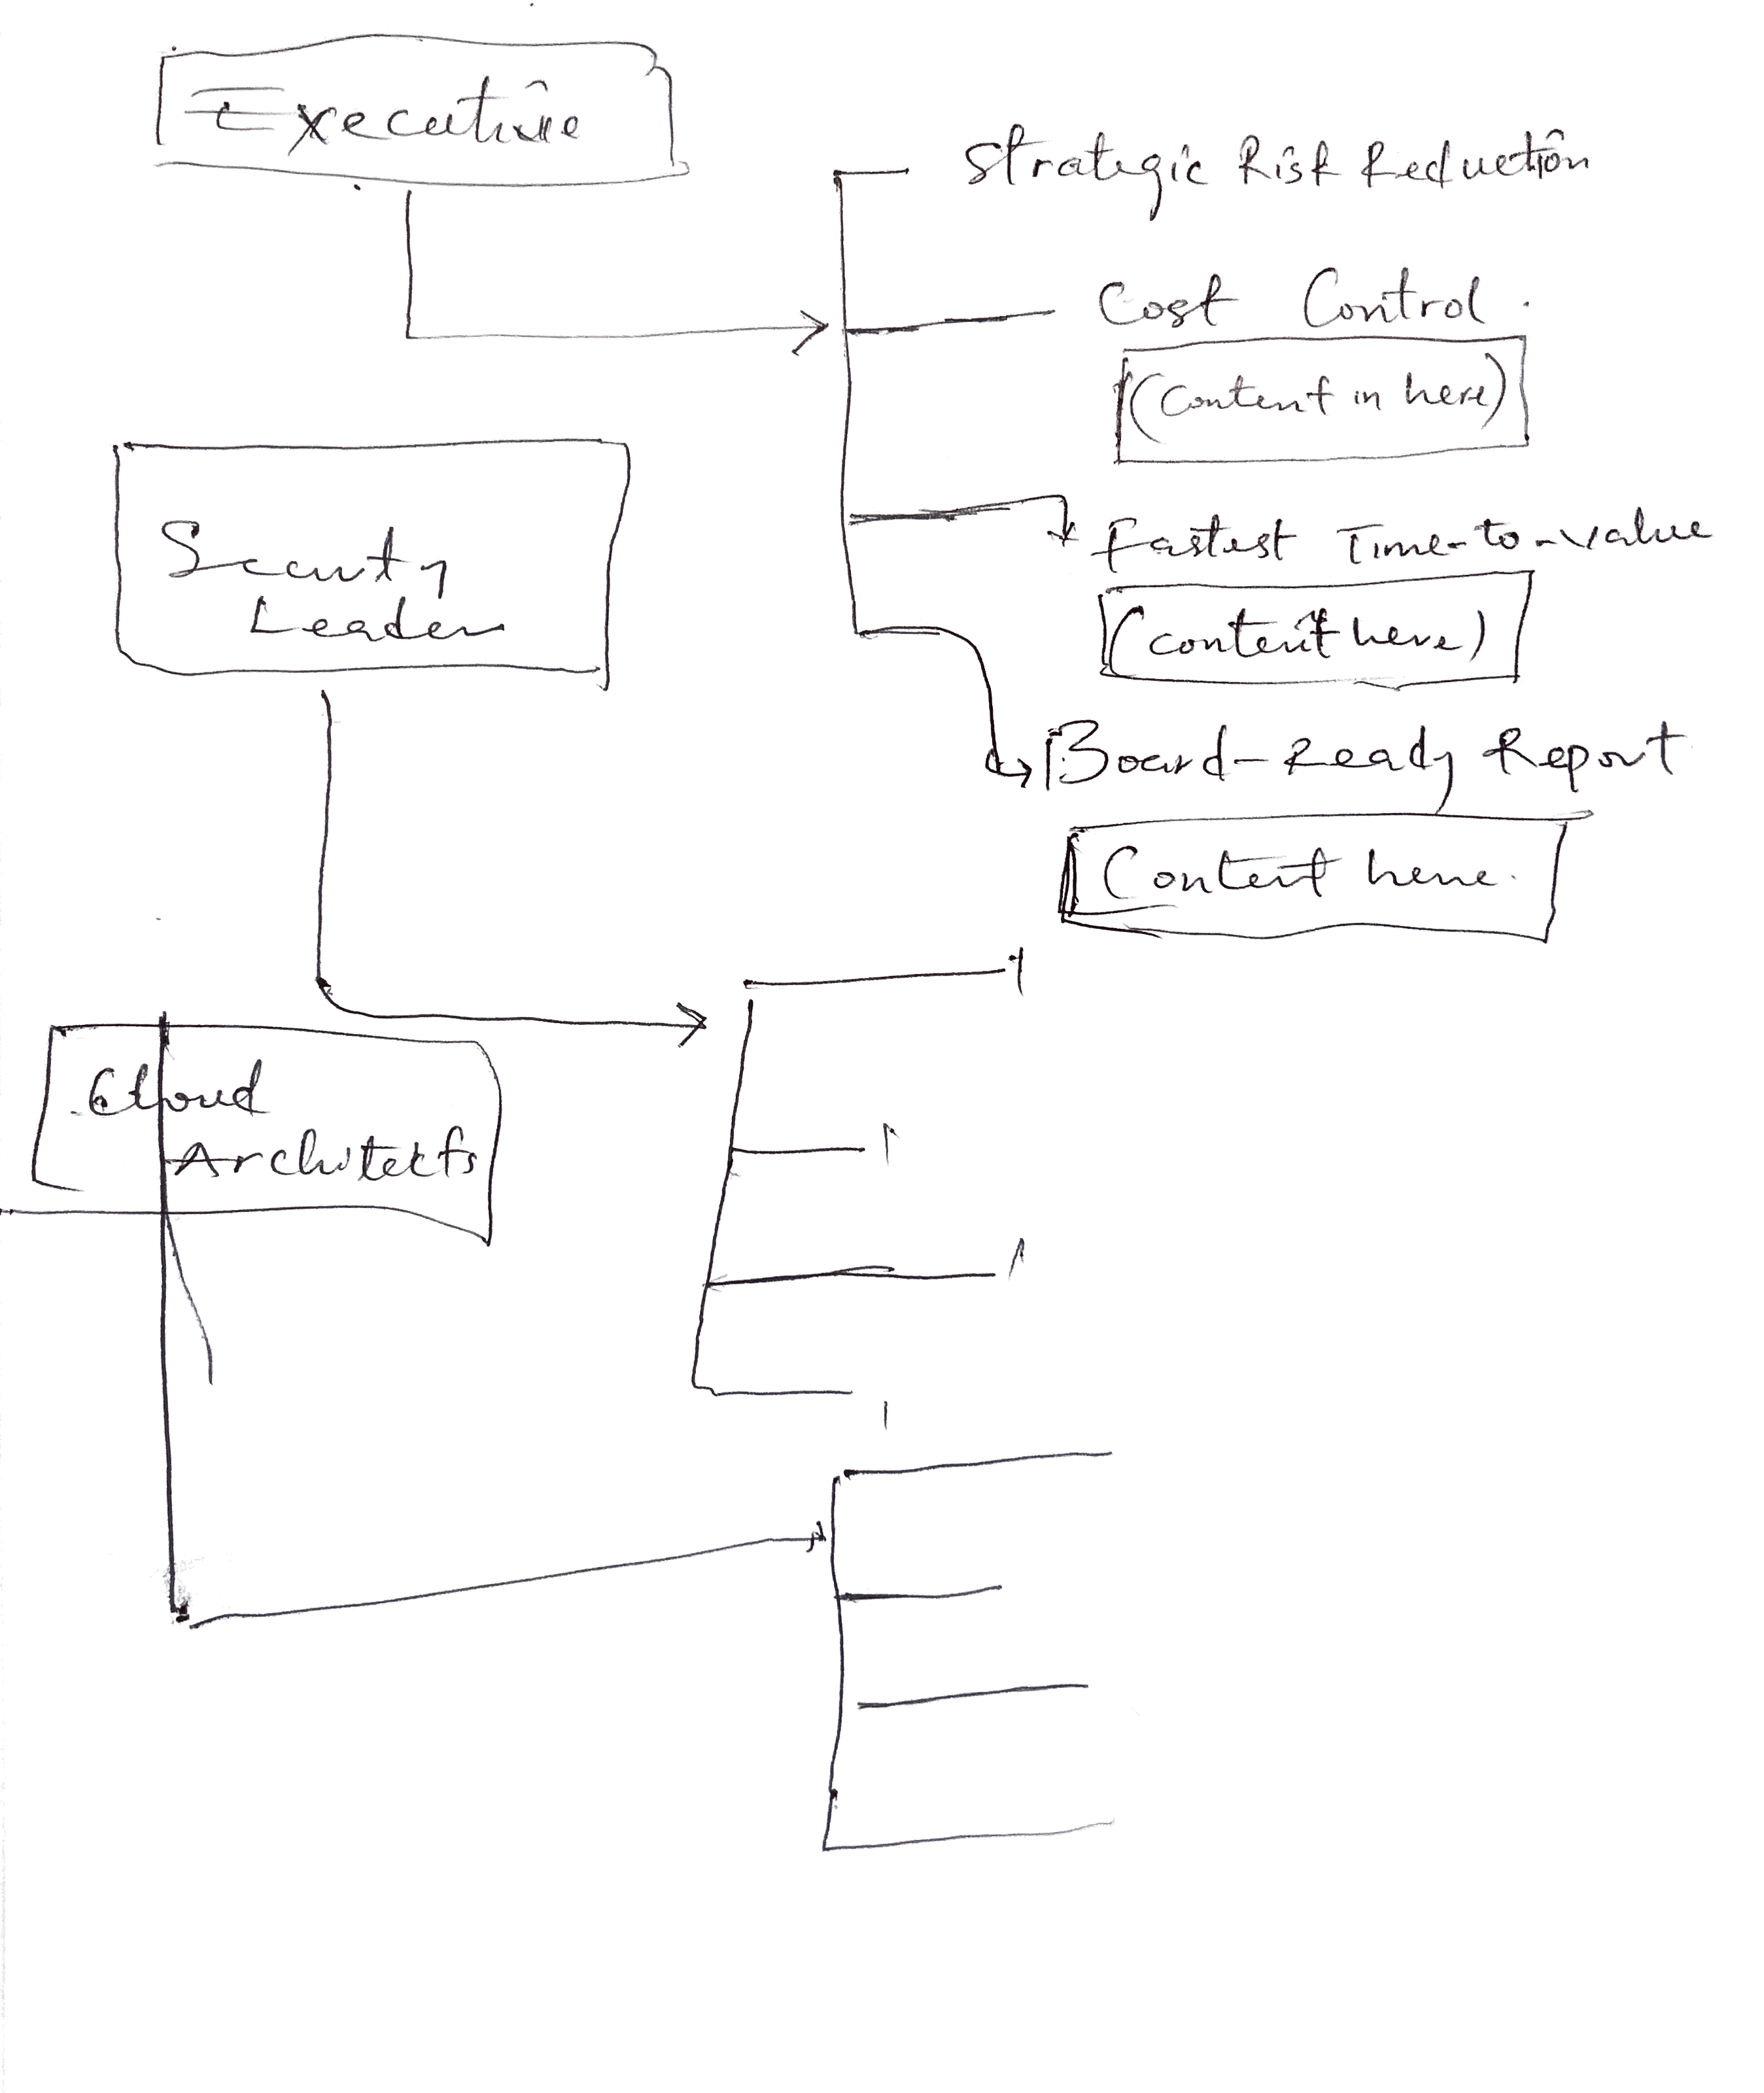 Executive
Strategic Risk Reduction
Cost Control.
(Content in here)
Security
Leader
Fastest Time-to-value
(content here)
Board-Ready Report
Content here.
Cloud
Architects